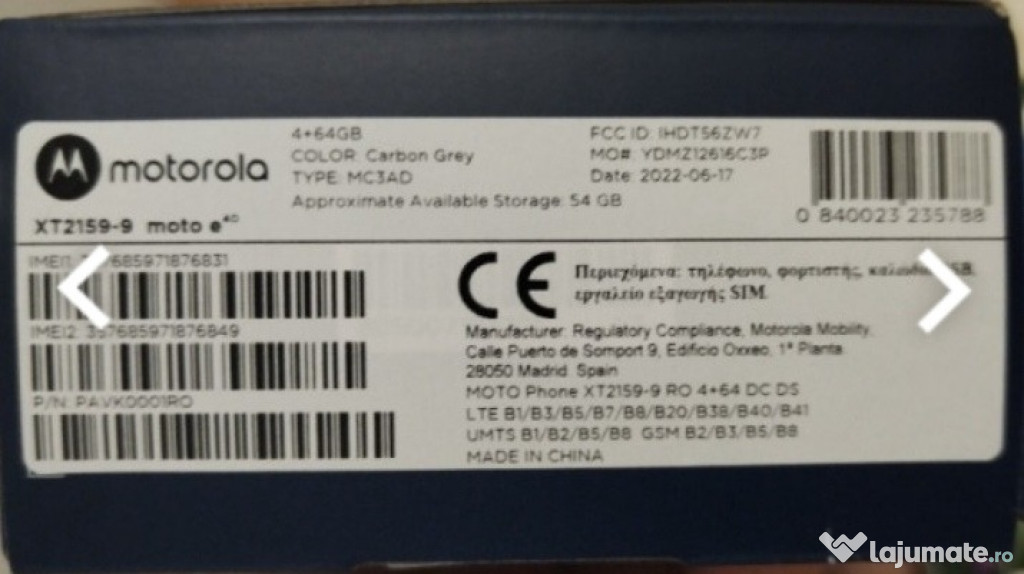 motorola
XT2159-9 moto e⁴⁰
4+64GB
COLOR: Carbon Grey
TYPE: MC3AD
Approximate Available Storage: 54 GB
FCC ID: IHDT56ZW7
MO#: YDMZ12616C3P
Date: 2022-06-17
0 840023 235788
IMEI1:
IMEI2: 357685971876849
P/N: PAVK0001RO
CE
Περιεχόμενα: τηλέφωνο, φορτιστής,
εργαλείο εξαγωγής SIM.
Manufacturer: Regulatory Compliance, Motorola Mobility.
Calle Puerto de Somport 9, Edificio Oxxeo, 1ª Planta
28050 Madrid. Spain
MOTO Phone XT2159-9 RO 4+64 DC DS
LTE B1/B3/B5/B7/B8/B20/B38/B40/B41
UMTS B1/B2/B5/B8 GSM B2/B3/B5/B8
MADE IN CHINA
lajumate.ro